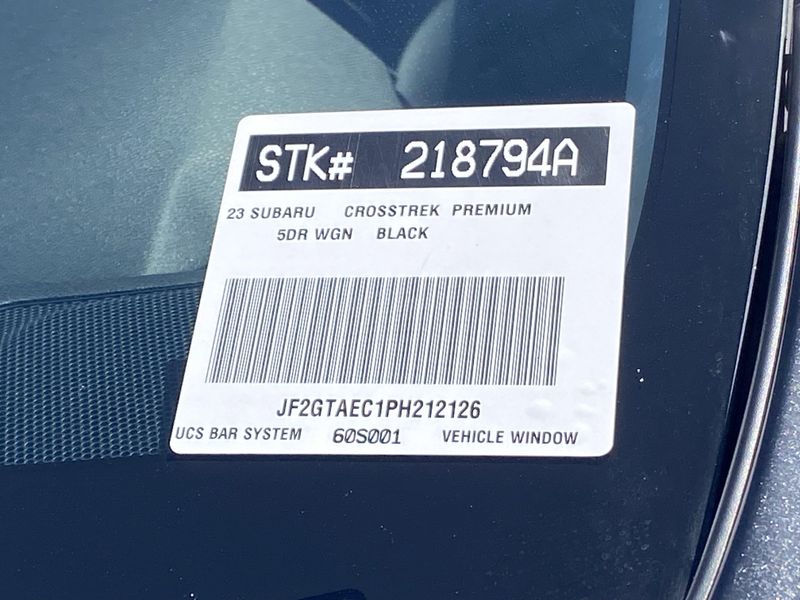 STK# 218794A
23 SUBARU CROSSTREK PREMIUM
5DR WGN BLACK
JF2GTAEC1PH212126
UCS BAR SYSTEM 60S001 VEHICLE WINDOW